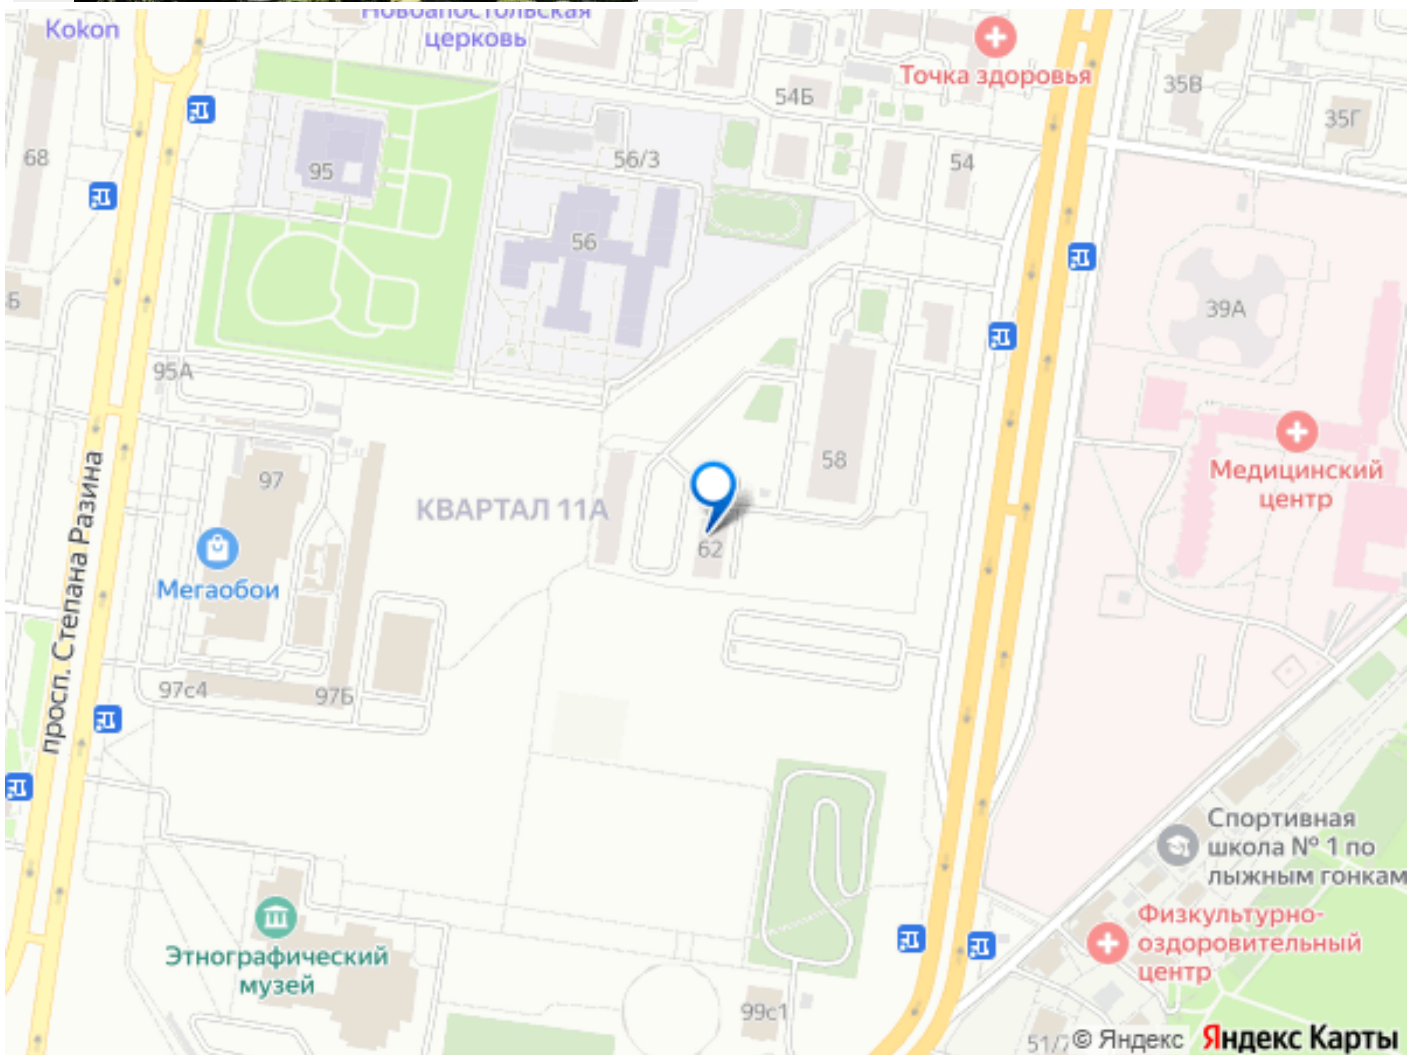 Новоапостольская
церковь
Kokon
Точка здоровья
54Б
35В
35Г
68
95
56/3
54
56
39А
95А
97
58
Медицинский
центр
КВАРТАЛ 11А
62
Мегаобои
просп. Степана Разина
97с4
97Б
Спортивная
школа № 1 по
лыжным гонкам
Физкультурно-
оздоровительный
центр
Этнографический
музей
99с1
© Яндекс Яндекс Карты